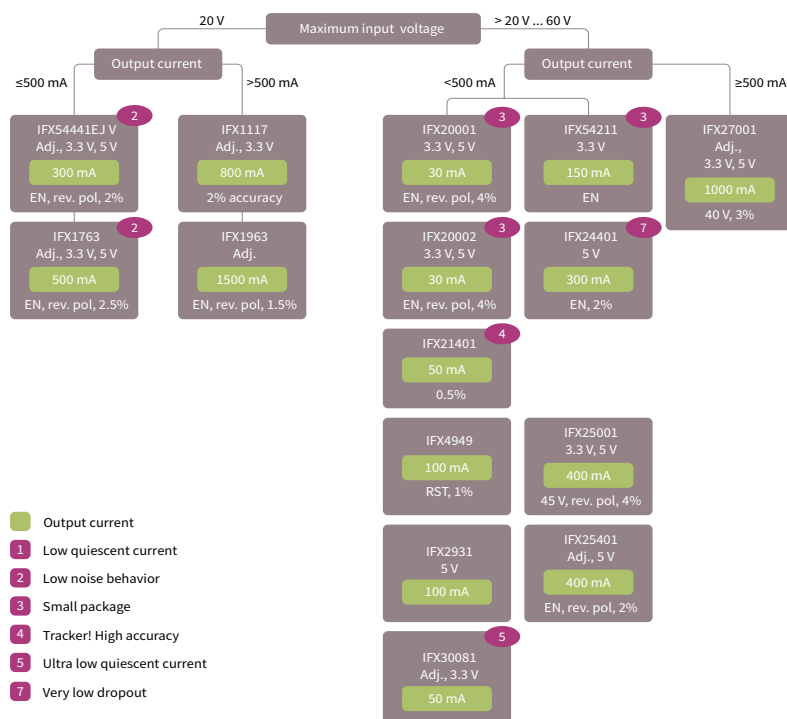 Maximum input voltage
20 V
> 20 V ... 60 V
Output current
≤500 mA
>500 mA
2
IFX54441EJ V
Adj., 3.3 V, 5 V
300 mA
EN, rev. pol, 2%
2
IFX1763
Adj., 3.3 V, 5 V
500 mA
EN, rev. pol, 2.5%
IFX1117
Adj., 3.3 V
800 mA
2% accuracy
IFX1963
Adj.
1500 mA
EN, rev. pol, 1.5%
Output current
<500 mA
≥500 mA
3
IFX20001
3.3 V, 5 V
30 mA
EN, rev. pol, 4%
3
IFX20002
3.3 V, 5 V
30 mA
EN, rev. pol, 4%
4
IFX21401
50 mA
0.5%
IFX4949
100 mA
RST, 1%
IFX2931
5 V
100 mA
5
IFX30081
Adj., 3.3 V
50 mA
3
IFX54211
3.3 V
150 mA
EN
7
IFX24401
5 V
300 mA
EN, 2%
IFX25001
3.3 V, 5 V
400 mA
45 V, rev. pol, 4%
IFX25401
Adj., 5 V
400 mA
EN, rev. pol, 2%
IFX27001
Adj.,
3.3 V, 5 V
1000 mA
40 V, 3%
Output current
1 Low quiescent current
2 Low noise behavior
3 Small package
4 Tracker! High accuracy
5 Ultra low quiescent current
7 Very low dropout